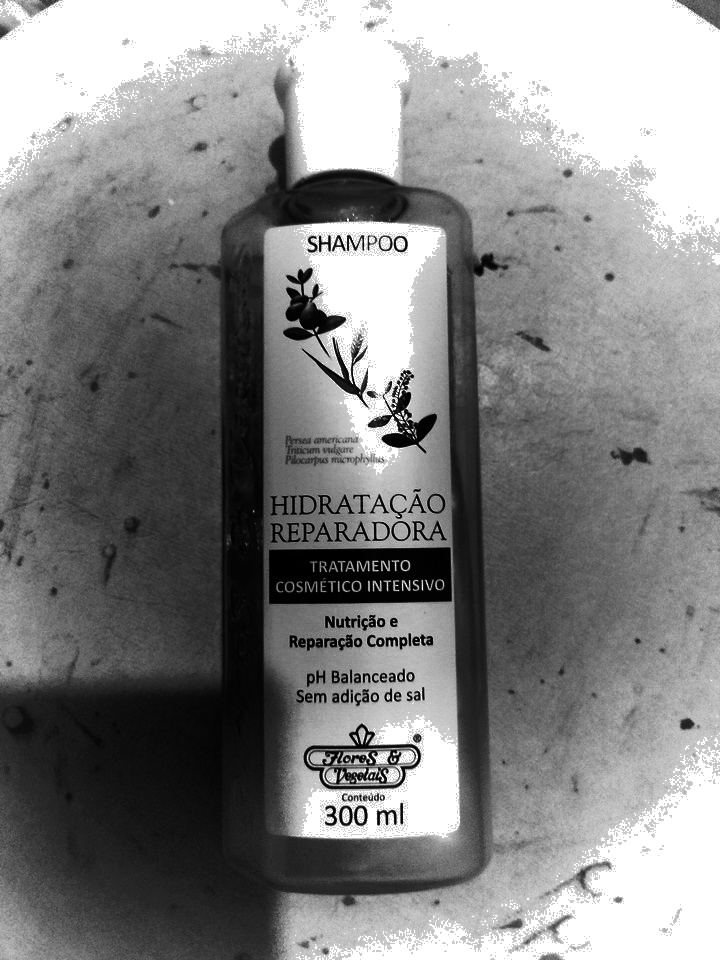 SHAMPOO
Persea americana
Triticum vulgare
Pilocarpus microphyllus
HIDRATAÇÃO
REPARADORA
TRATAMENTO
COSMÉTICO INTENSIVO
Nutrição e
Reparação Completa
pH Balanceado
Sem adição de sal
Flores &
Vegetais
®
Conteúdo
300 ml